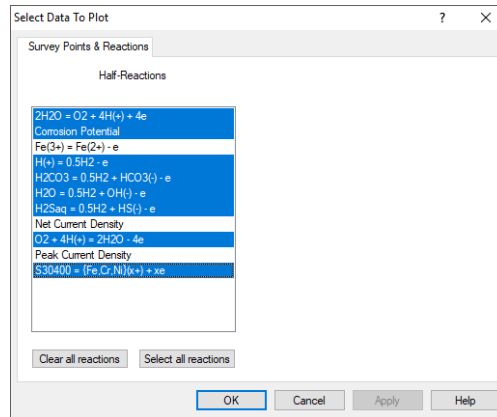 Select Data To Plot
? ×
Survey Points & Reactions
Half-Reactions
2H2O = O2 + 4H(+) + 4e
Corrosion Potential
Fe(3+) = Fe(2+) - e
H(+) = 0.5H2 - e
H2CO3 = 0.5H2 + HCO3(-) - e
H2O = 0.5H2 + OH(-) - e
H2Saq = 0.5H2 + HS(-) - e
Net Current Density
O2 + 4H(+) = 2H2O - 4e
Peak Current Density
S30400 = {Fe,Cr,Ni}(x+) + xe
Clear all reactions Select all reactions
OK Cancel Apply Help